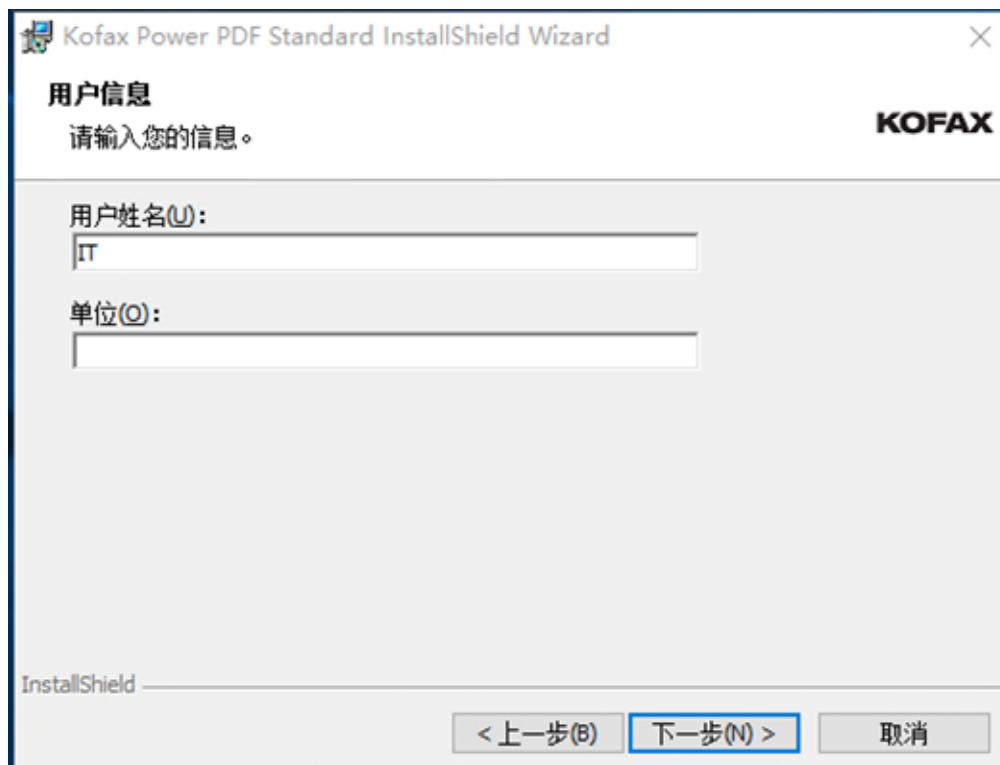 Kofax Power PDF Standard InstallShield Wizard
用户信息
请输入您的信息。
KOFAX
用户姓名(U):
IT
单位(O):
InstallShield
< 上一步(B)
下一步(N) >
取消